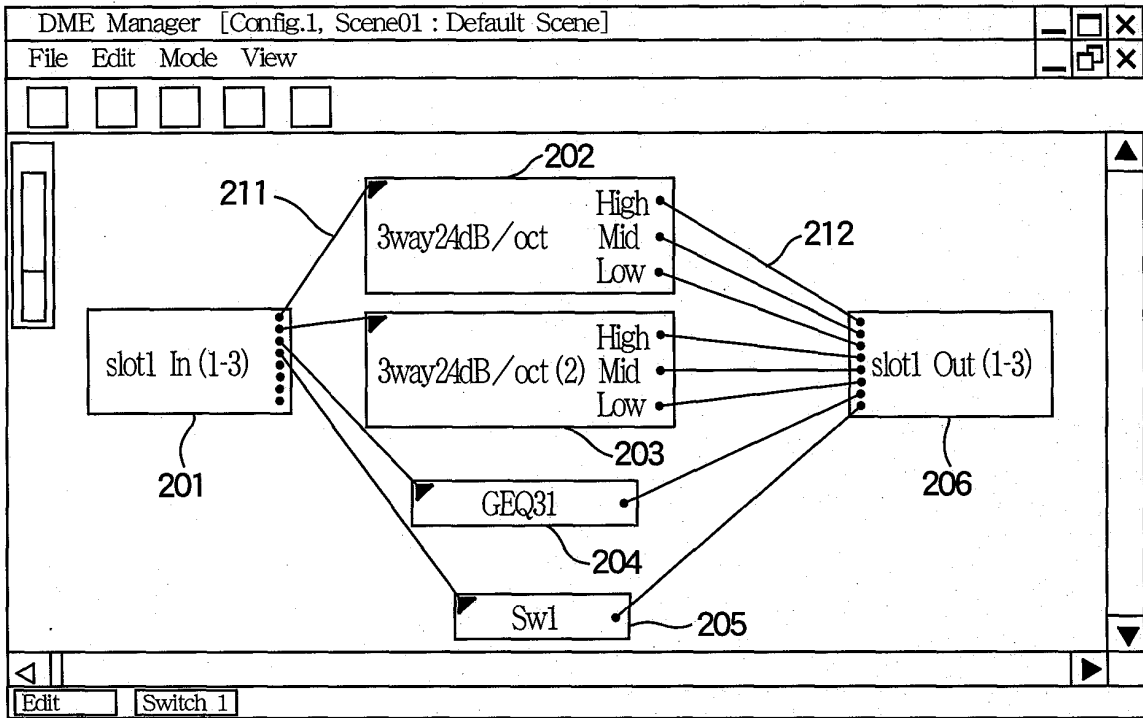 DME Manager [Config.1, Scene01 : Default Scene]
File Edit Mode View
202
211
High
3way24dB/oct
Mid
Low
212
slot1 In (1-3)
201
High
3way24dB/oct (2)
Mid
Low
203
slot1 Out (1-3)
206
GEQ31
204
Sw1
205
Edit
Switch 1